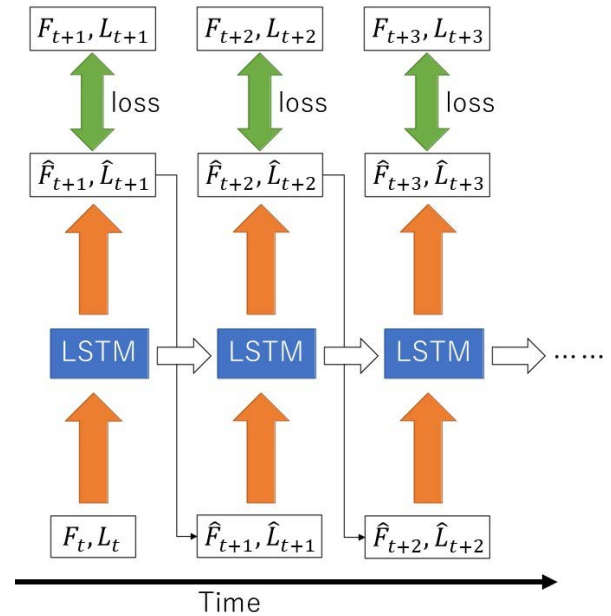 F_{t+1}, L_{t+1} F_{t+2}, L_{t+2} F_{t+3}, L_{t+3}
loss loss loss
F̂_{t+1}, L̂_{t+1} F̂_{t+2}, L̂_{t+2} F̂_{t+3}, L̂_{t+3}
LSTM LSTM LSTM ……
F_t, L_t F̂_{t+1}, L̂_{t+1} F̂_{t+2}, L̂_{t+2}
Time